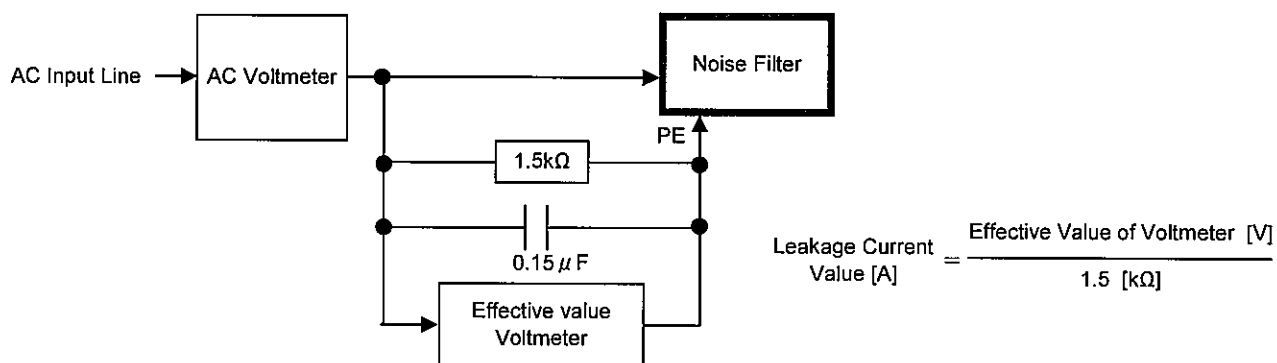 AC Input Line
AC Voltmeter
Noise Filter
PE
1.5kΩ
0.15μF
Effective value
Voltmeter
Leakage Current
Value [A]
=
Effective Value of Voltmeter [V]
1.5 [kΩ]